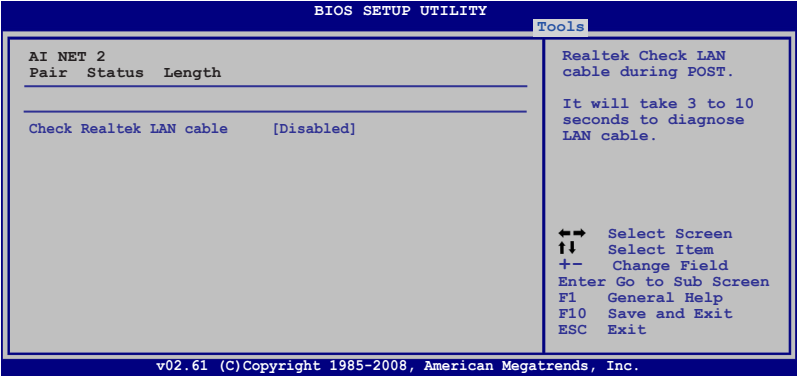 BIOS SETUP UTILITY
Tools
AI NET 2
Pair Status Length
Check Realtek LAN cable [Disabled]
Realtek Check LAN
cable during POST.
It will take 3 to 10
seconds to diagnose
LAN cable.
←→ Select Screen
↑↓ Select Item
+- Change Field
Enter Go to Sub Screen
F1 General Help
F10 Save and Exit
ESC Exit
v02.61 (C)Copyright 1985-2008, American Megatrends, Inc.